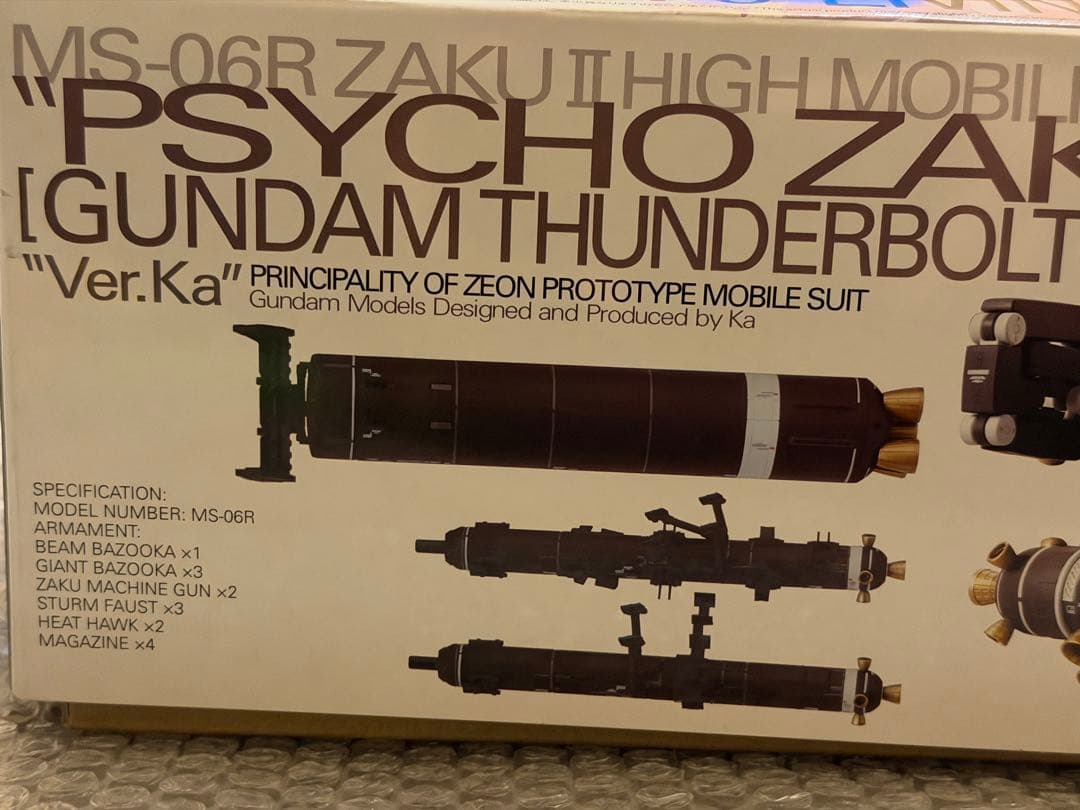 MS-06R ZAKU II HIGH MOBIL
"PSYCHO ZAK
[GUNDAM THUNDERBOLT
"Ver.Ka" PRINCIPALITY OF ZEON PROTOTYPE MOBILE SUIT
Gundam Models Designed and Produced by Ka
SPECIFICATION:
MODEL NUMBER: MS-06R
ARMAMENT:
BEAM BAZOOKA ×1
GIANT BAZOOKA ×3
ZAKU MACHINE GUN ×2
STURM FAUST ×3
HEAT HAWK ×2
MAGAZINE ×4